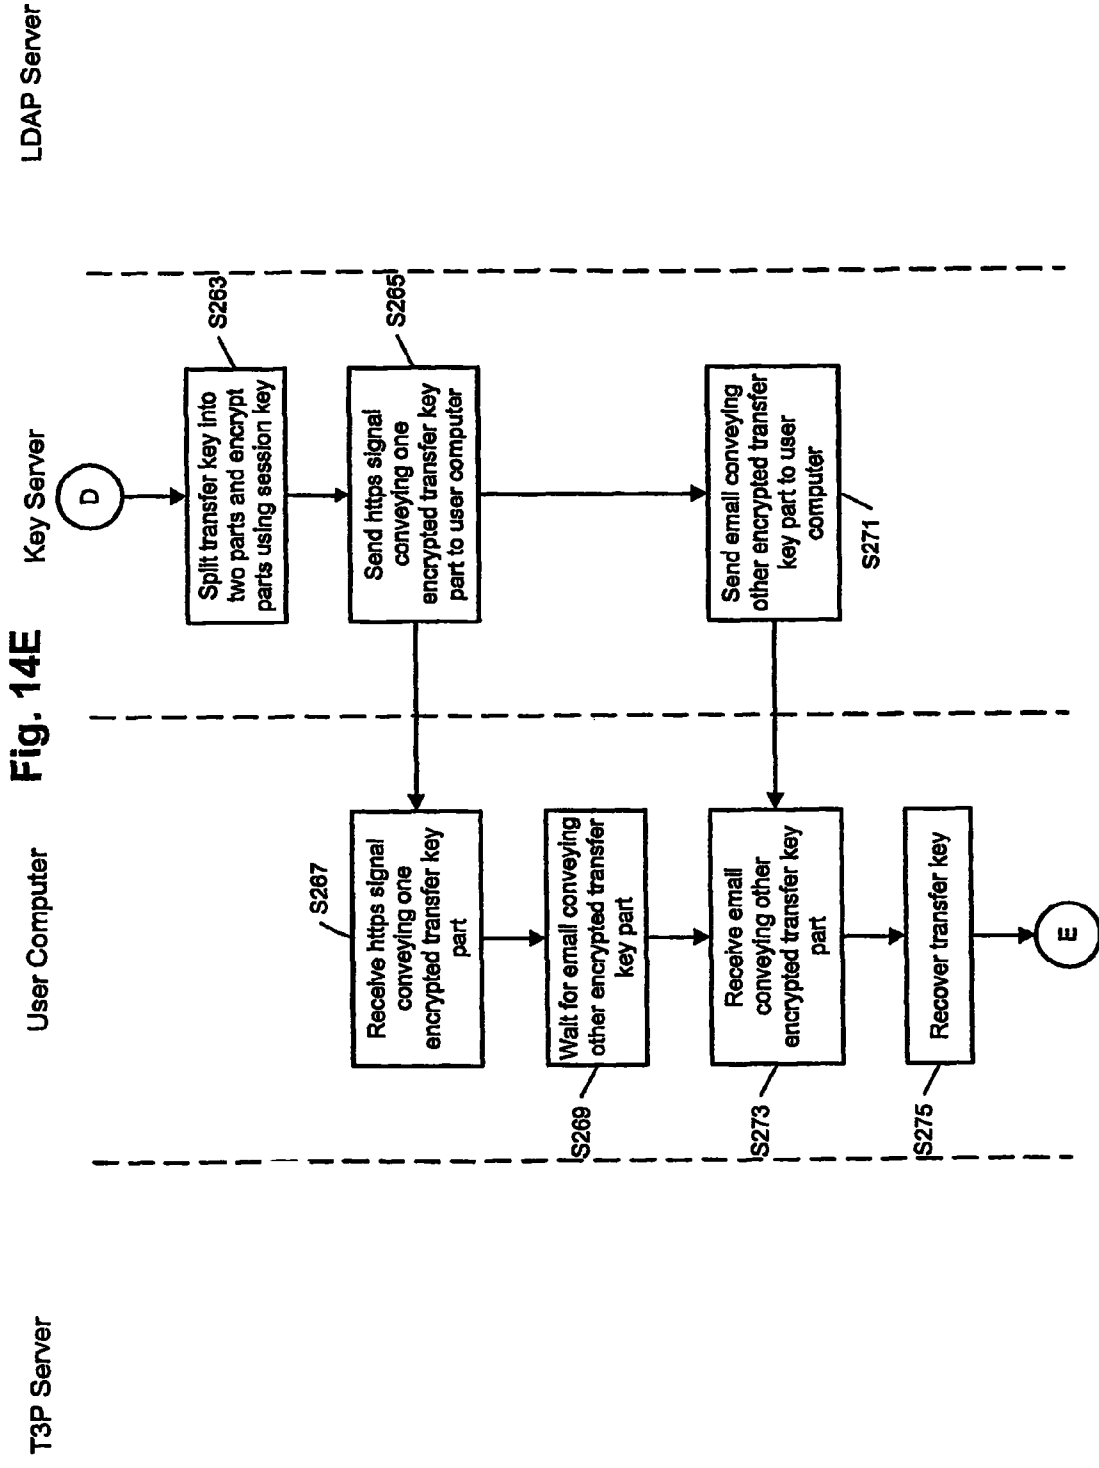 Fig. 14E
T3P Server
User Computer
Key Server
LDAP Server
D
Split transfer key into
two parts and encrypt
parts using session key
S263
Send https signal
conveying one
encrypted transfer key
part to user computer
S265
S267
Receive https signal
conveying one
encrypted transfer key
part
Wait for email conveying
other encrypted transfer
key part
S269
Send email conveying
other encrypted transfer
key part to user
computer
S271
Receive email
conveying other
encrypted transfer key
part
S273
Recover transfer key
S275
E